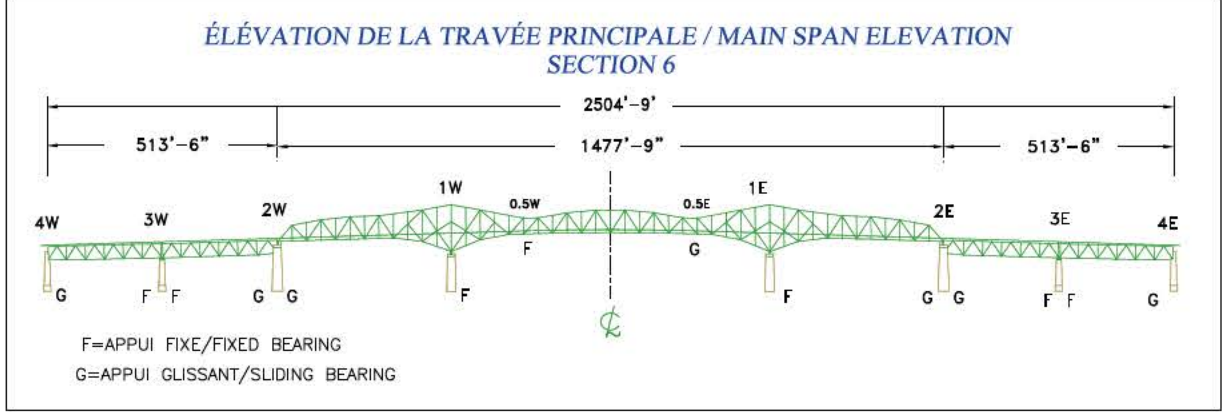 ÉLÉVATION DE LA TRAVÉE PRINCIPALE / MAIN SPAN ELEVATION
SECTION 6
2504'-9'
513'-6" 1477'-9" 513'-6"
1W 1E
0.5W 0.5E
4W 3W 2W 2E 3E 4E
F G
G F F G G F F G G F F G
F=APPUI FIXE/FIXED BEARING
G=APPUI GLISSANT/SLIDING BEARING